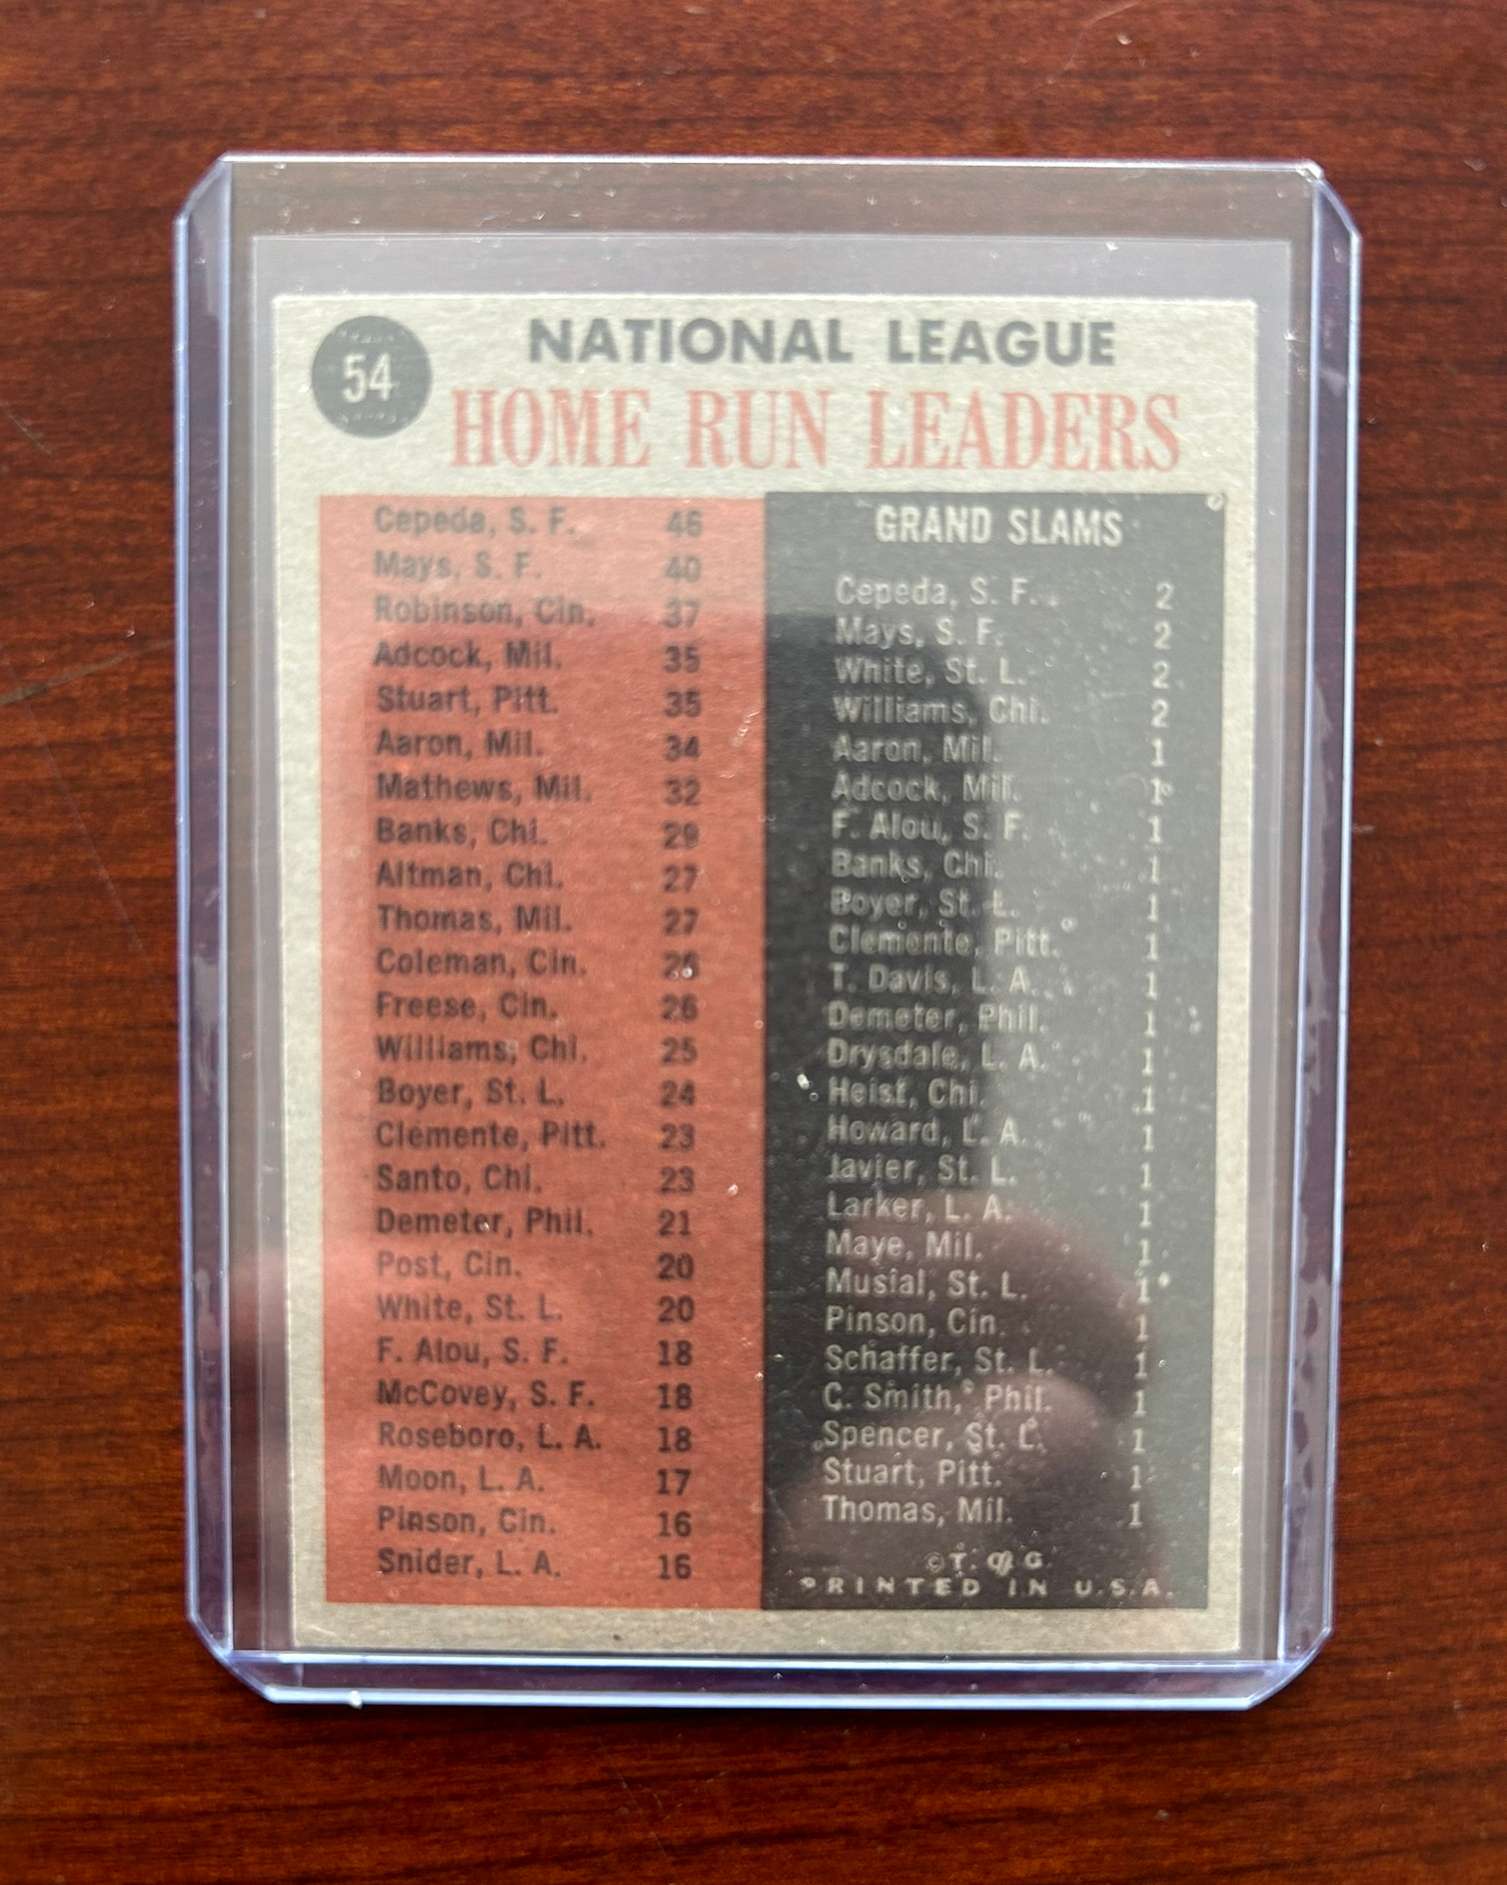 54
NATIONAL LEAGUE
HOME RUN LEADERS
Cepeda, S. F. 46
Mays, S. F. 40
Robinson, Cin. 37
Adcock, Mil. 35
Stuart, Pitt. 35
Aaron, Mil. 34
Mathews, Mil. 32
Banks, Chi. 29
Altman, Chi. 27
Thomas, Mil. 27
Coleman, Cin. 26
Freese, Cin. 26
Williams, Chi. 25
Boyer, St. L. 24
Clemente, Pitt. 23
Santo, Chi. 23
Demeter, Phil. 21
Post, Cin. 20
White, St. L. 20
F. Alou, S. F. 18
McCovey, S. F. 18
Roseboro, L. A. 18
Moon, L. A. 17
Pinson, Cin. 16
Snider, L. A. 16
GRAND SLAMS
Cepeda, S. F. 2
Mays, S. F. 2
White, St. L. 2
Williams, Chi. 2
Aaron, Mil. 1
Adcock, Mil. 1
F. Alou, S. F. 1
Banks, Chi. 1
Boyer, St. L. 1
Clemente, Pitt. 1
T. Davis, L. A. 1
Demeter, Phil. 1
Drysdale, L. A. 1
Heist, Chi. 1
Howard, L. A. 1
Javier, St. L. 1
Larker, L. A. 1
Maye, Mil. 1
Musial, St. L. 1
Pinson, Cin. 1
Schaffer, St. L. 1
C. Smith, Phil. 1
Spencer, St. L. 1
Stuart, Pitt. 1
Thomas, Mil. 1
© T. C. G.
PRINTED IN U.S.A.